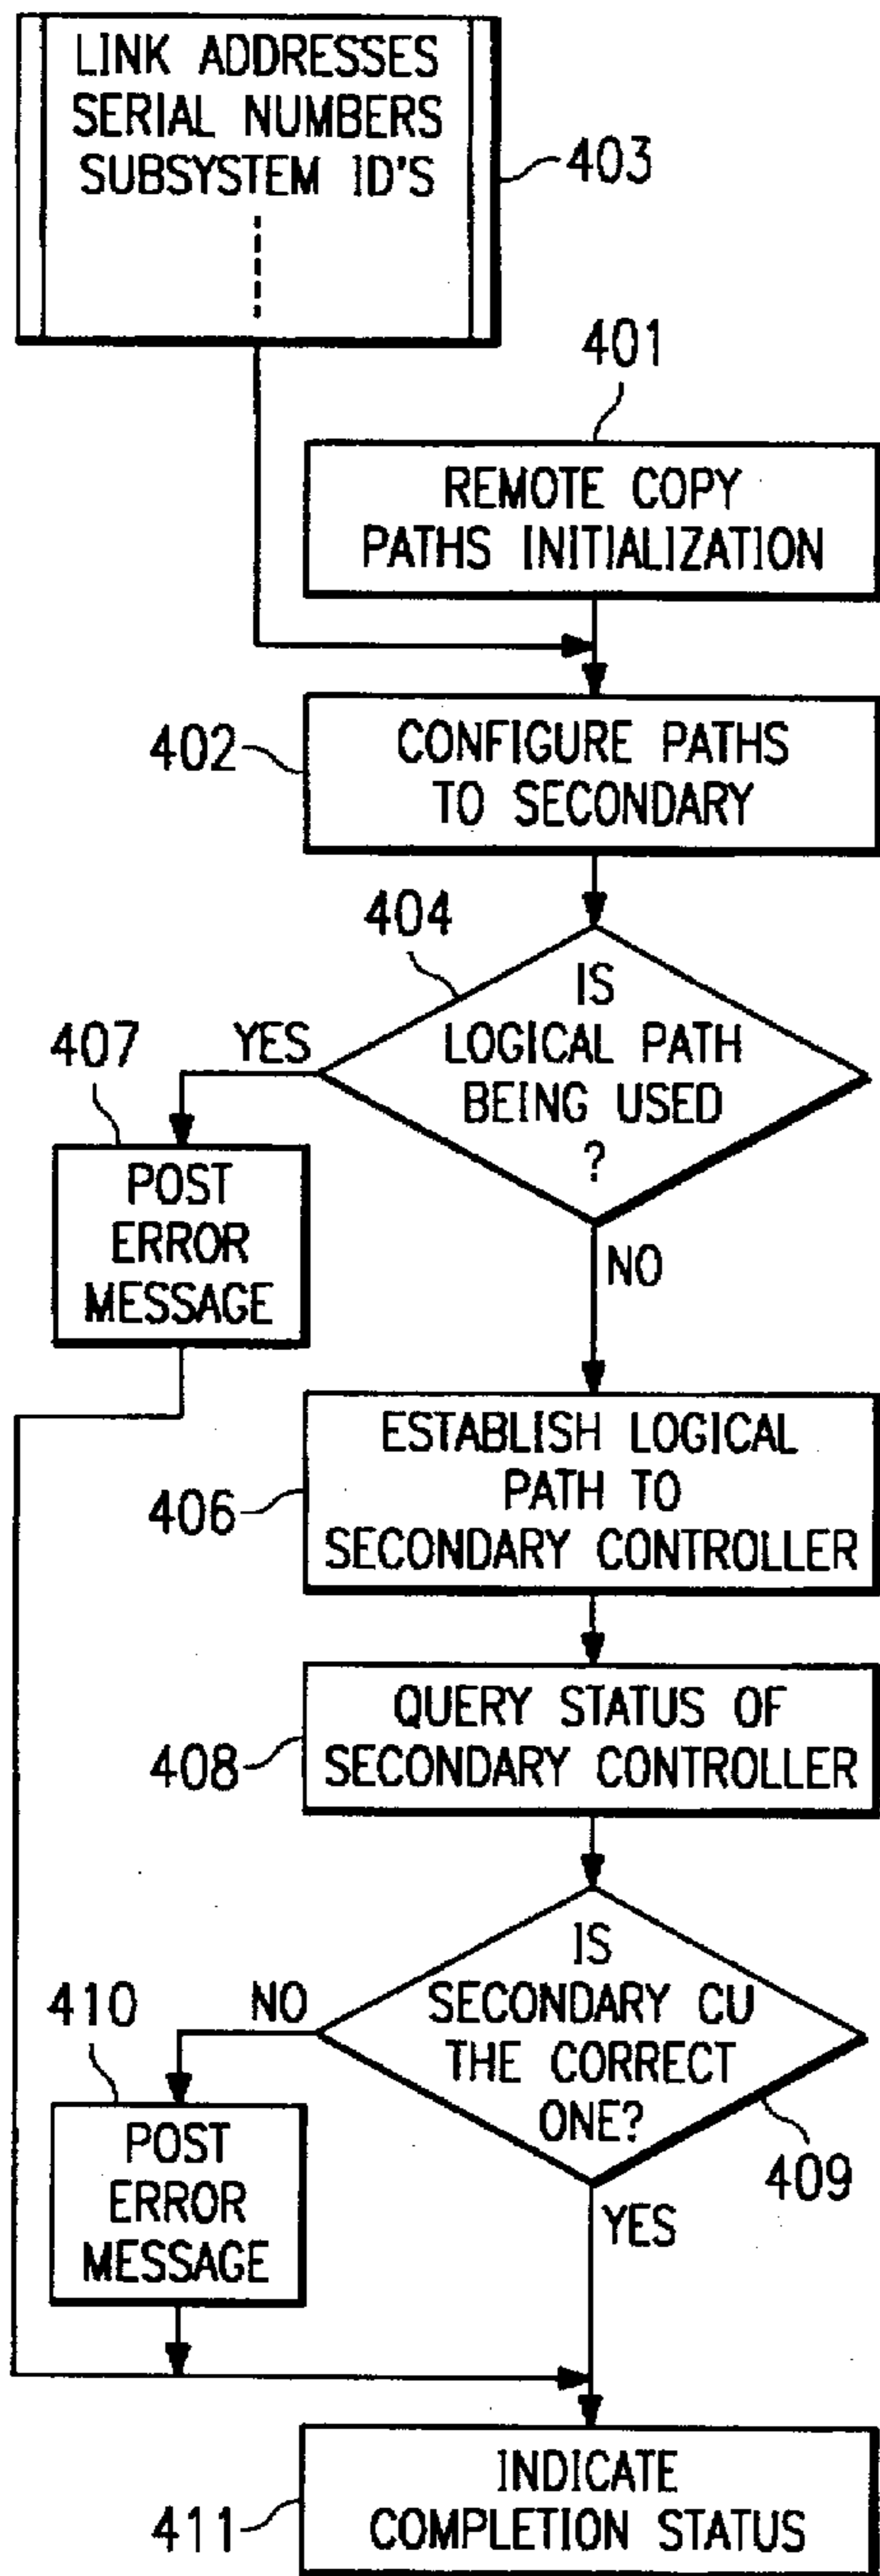 LINK ADDRESSES
SERIAL NUMBERS
SUBSYSTEM ID'S
403
401
REMOTE COPY
PATHS INITIALIZATION
402
CONFIGURE PATHS
TO SECONDARY
404
IS
LOGICAL PATH
BEING USED
?
YES
407
POST
ERROR
MESSAGE
NO
ESTABLISH LOGICAL
PATH TO
SECONDARY CONTROLLER
406
QUERY STATUS OF
SECONDARY CONTROLLER
408
IS
SECONDARY CU
THE CORRECT
ONE?
409
NO
410
POST
ERROR
MESSAGE
YES
INDICATE
COMPLETION STATUS
411